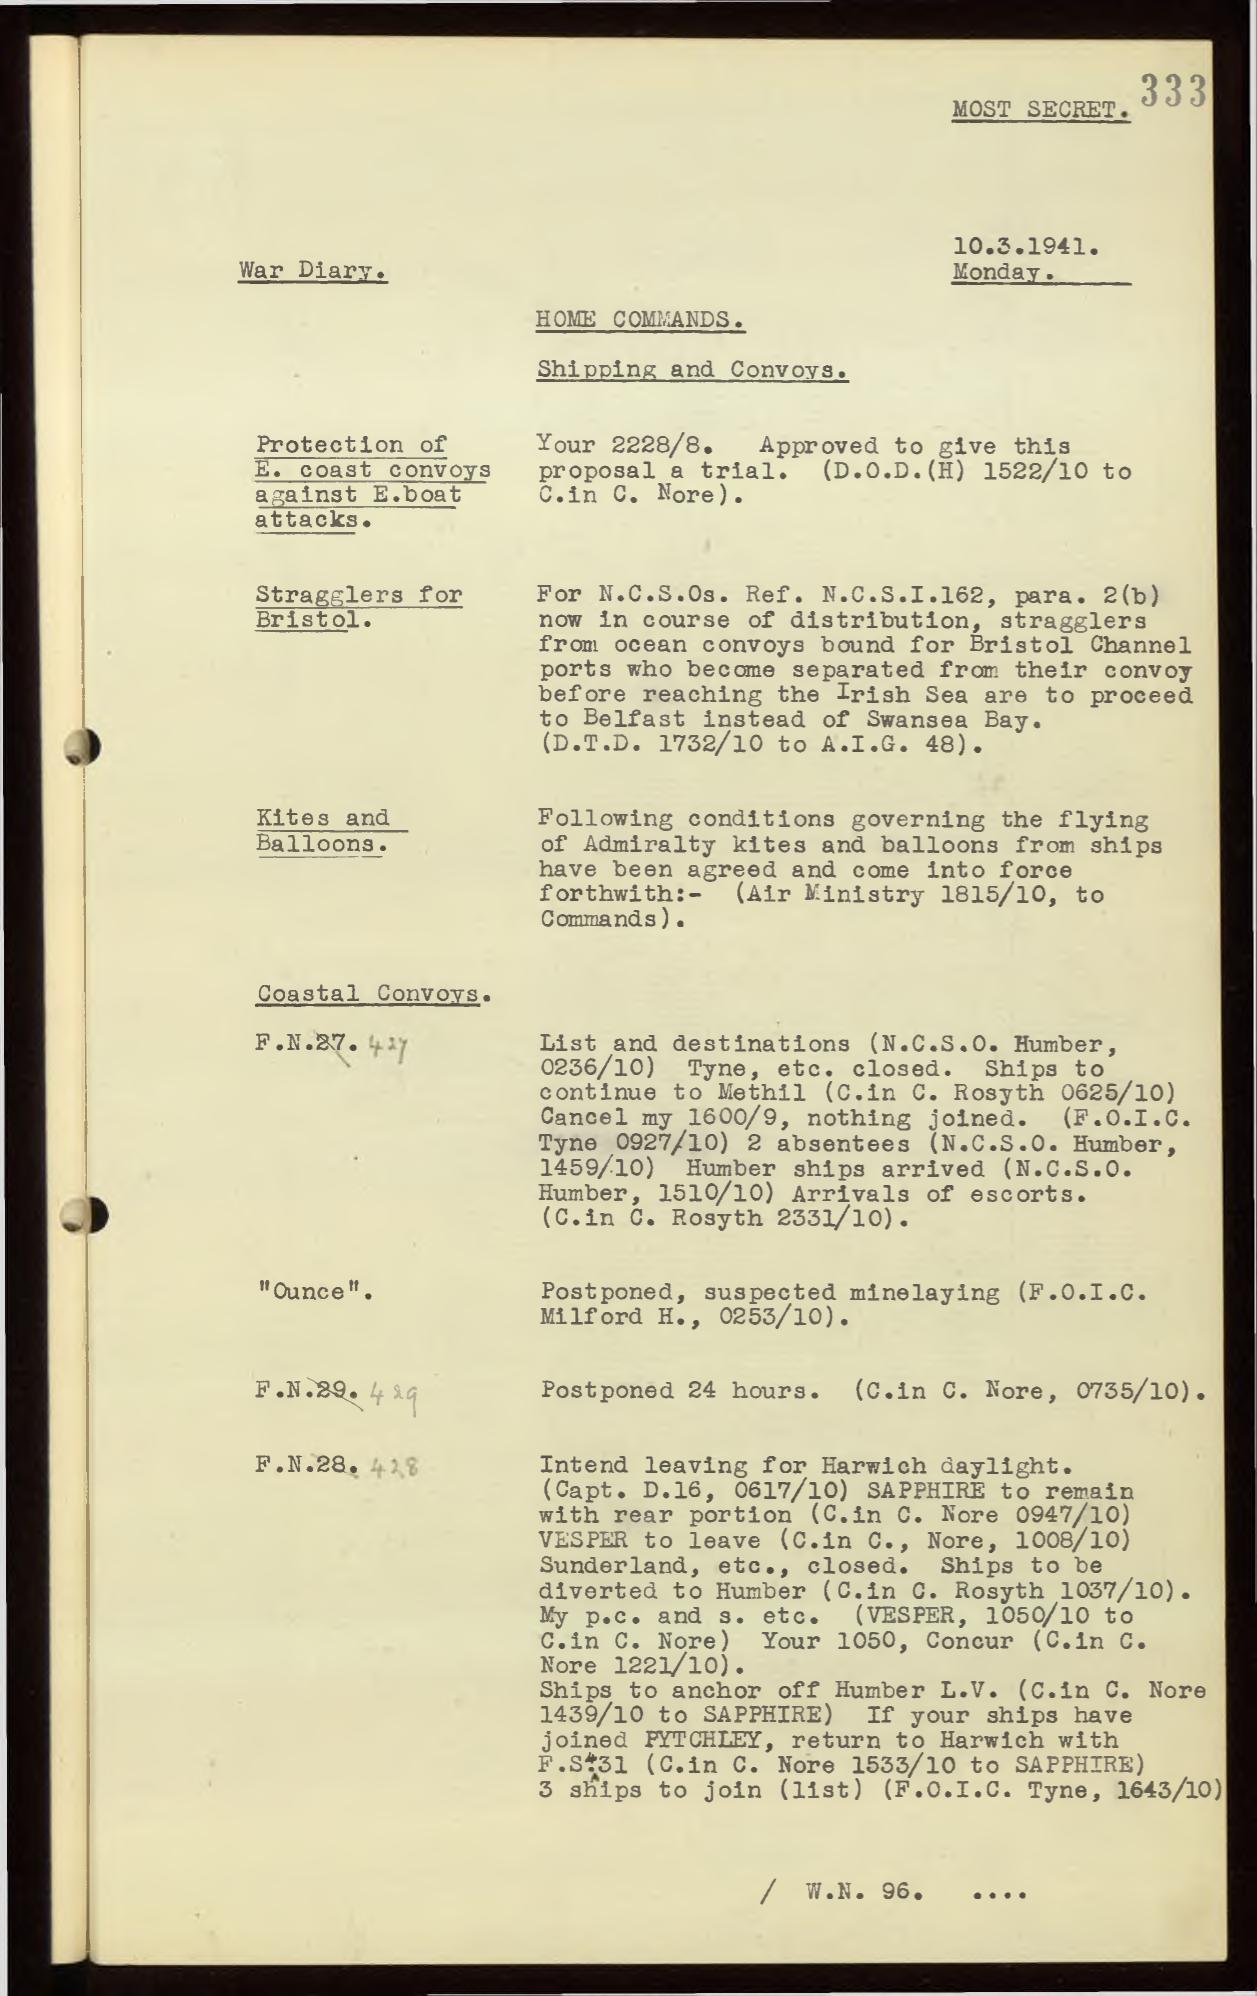 333
MOST SECRET.
10.3.1941.
War Diary.
Monday.
HOME COMMANDS.
Shipping and Convoys.
Protection of
E. coast convoys
against E.boat
attacks.
Your 2228/8. Approved to give this
proposal a trial. (D.O.D.(H) 1522/10 to
C.in C. Nore).
Stragglers for
Bristol.
For N.C.S.Os. Ref. N.C.S.I.162, para. 2(b)
now in course of distribution, stragglers
from ocean convoys bound for Bristol Channel
ports who become separated from their convoy
before reaching the Irish Sea are to proceed
to Belfast instead of Swansea Bay.
(D.T.D. 1732/10 to A.I.G. 48).
Kites and
Balloons.
Following conditions governing the flying
of Admiralty kites and balloons from ships
have been agreed and come into force
forthwith:- (Air Ministry 1815/10, to
Commands).
Coastal Convoys.
F.N.27. 427
List and destinations (N.C.S.O. Humber,
0236/10) Tyne, etc. closed. Ships to
continue to Methil (C.in C. Rosyth 0625/10)
Cancel my 1600/9, nothing joined. (F.O.I.C.
Tyne 0927/10) 2 absentees (N.C.S.O. Humber,
1459/10) Humber ships arrived (N.C.S.O.
Humber, 1510/10) Arrivals of escorts.
(C.in C. Rosyth 2331/10).
"Ounce".
Postponed, suspected minelaying (F.O.I.C.
Milford H., 0253/10).
F.N.29. 429
Postponed 24 hours. (C.in C. Nore, 0735/10).
F.N.28. 428
Intend leaving for Harwich daylight.
(Capt. D.16, 0617/10) SAPPHIRE to remain
with rear portion (C.in C. Nore 0947/10)
VESPER to leave (C.in C., Nore, 1008/10)
Sunderland, etc., closed. Ships to be
diverted to Humber (C.in C. Rosyth 1037/10).
My p.c. and s. etc. (VESPER, 1050/10 to
C.in C. Nore) Your 1050, Concur (C.in C.
Nore 1221/10).
Ships to anchor off Humber L.V. (C.in C. Nore
1439/10 to SAPPHIRE) If your ships have
joined PYTCHLEY, return to Harwich with
F.S.431 (C.in C. Nore 1533/10 to SAPPHIRE)
3 ships to join (list) (F.O.I.C. Tyne, 1643/10)
/ W.N. 96. ....